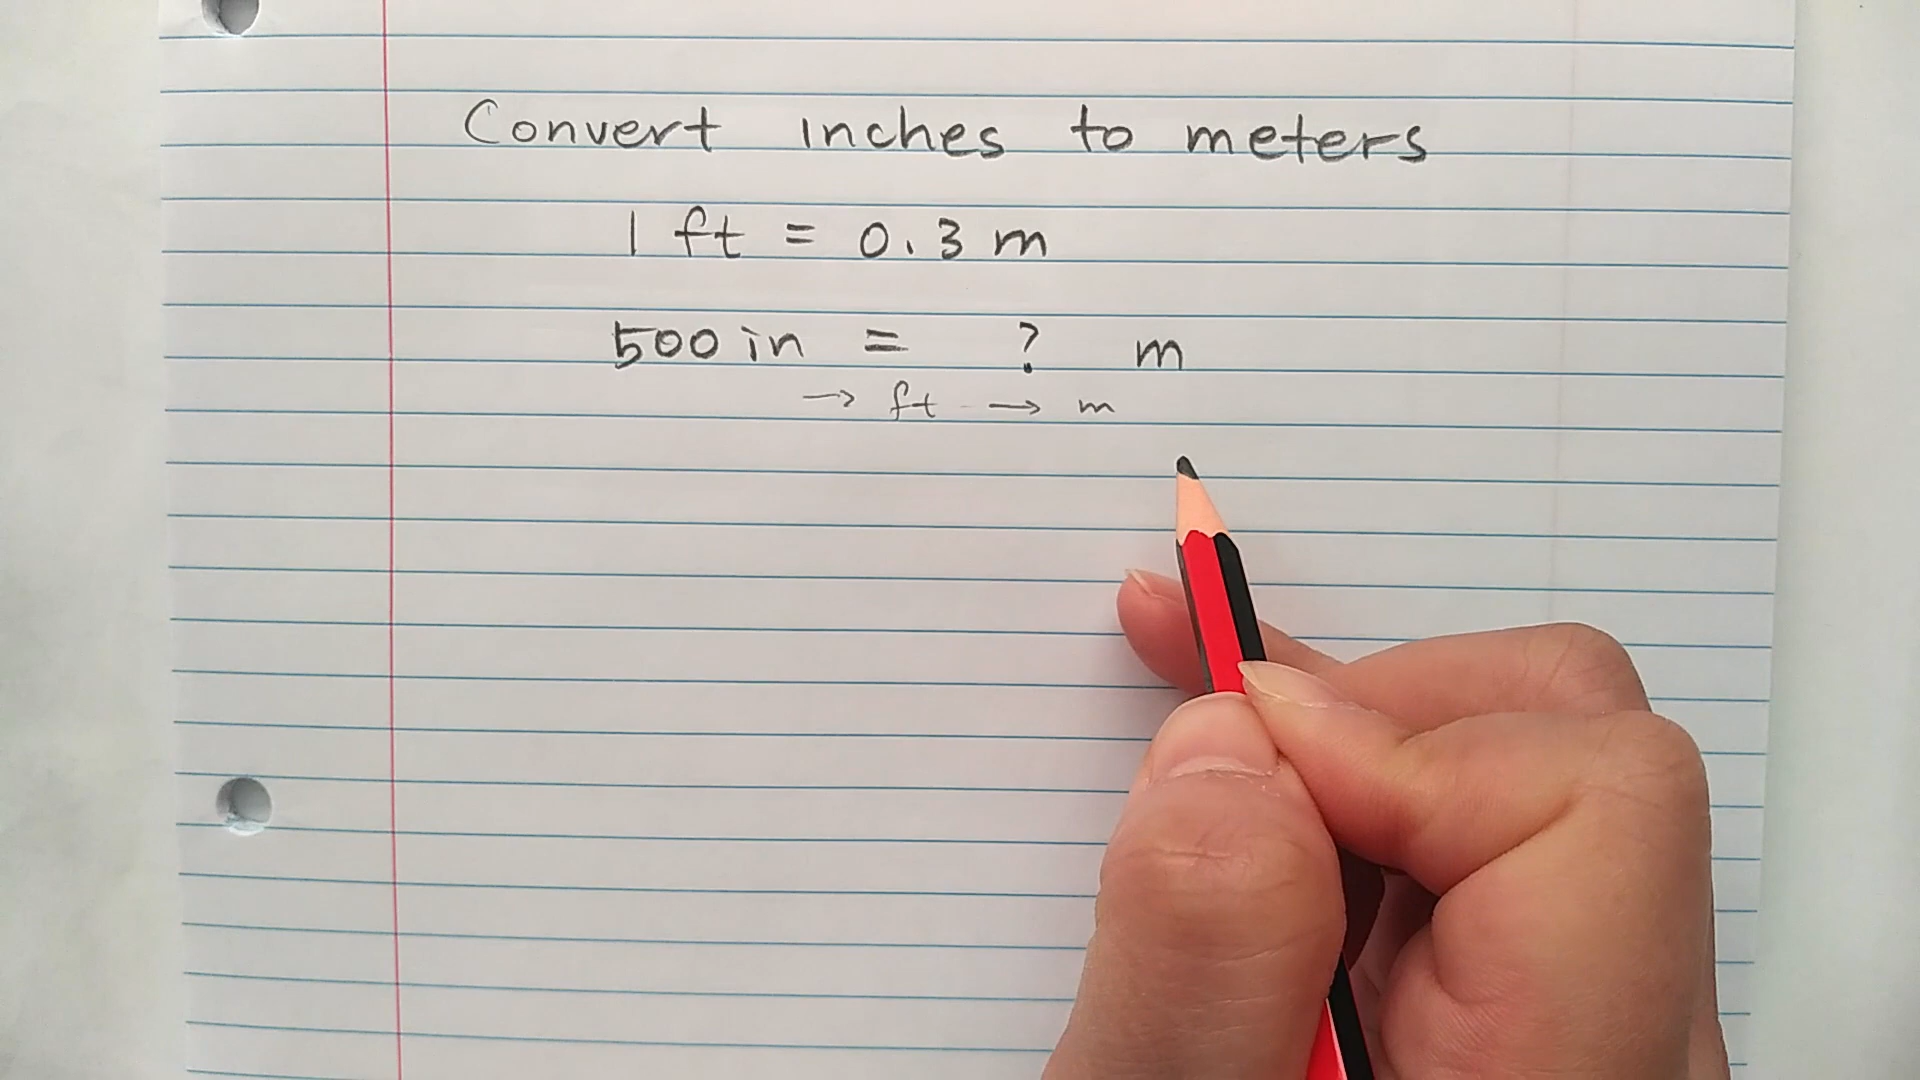 Convert inches to meters
1 ft = 0.3 m
500 in = ? m
→ ft → m